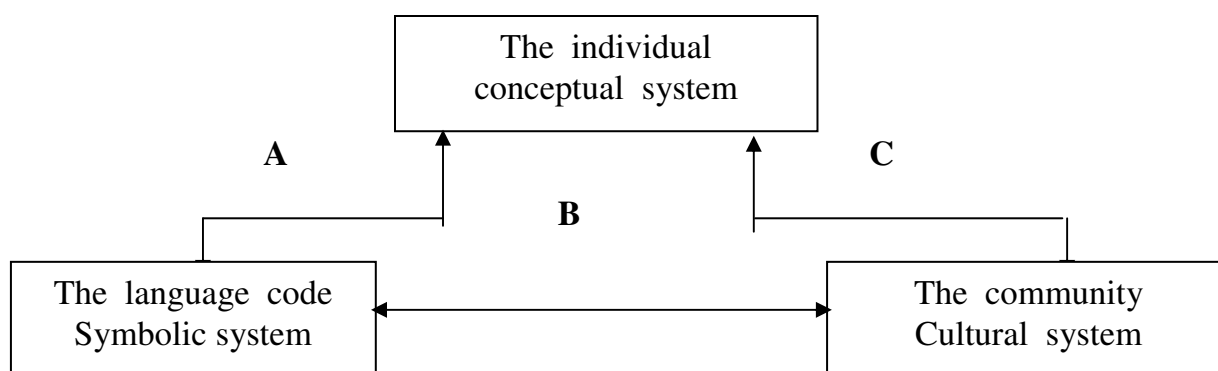 The individual
conceptual system
A
C
B
The language code
Symbolic system
The community
Cultural system